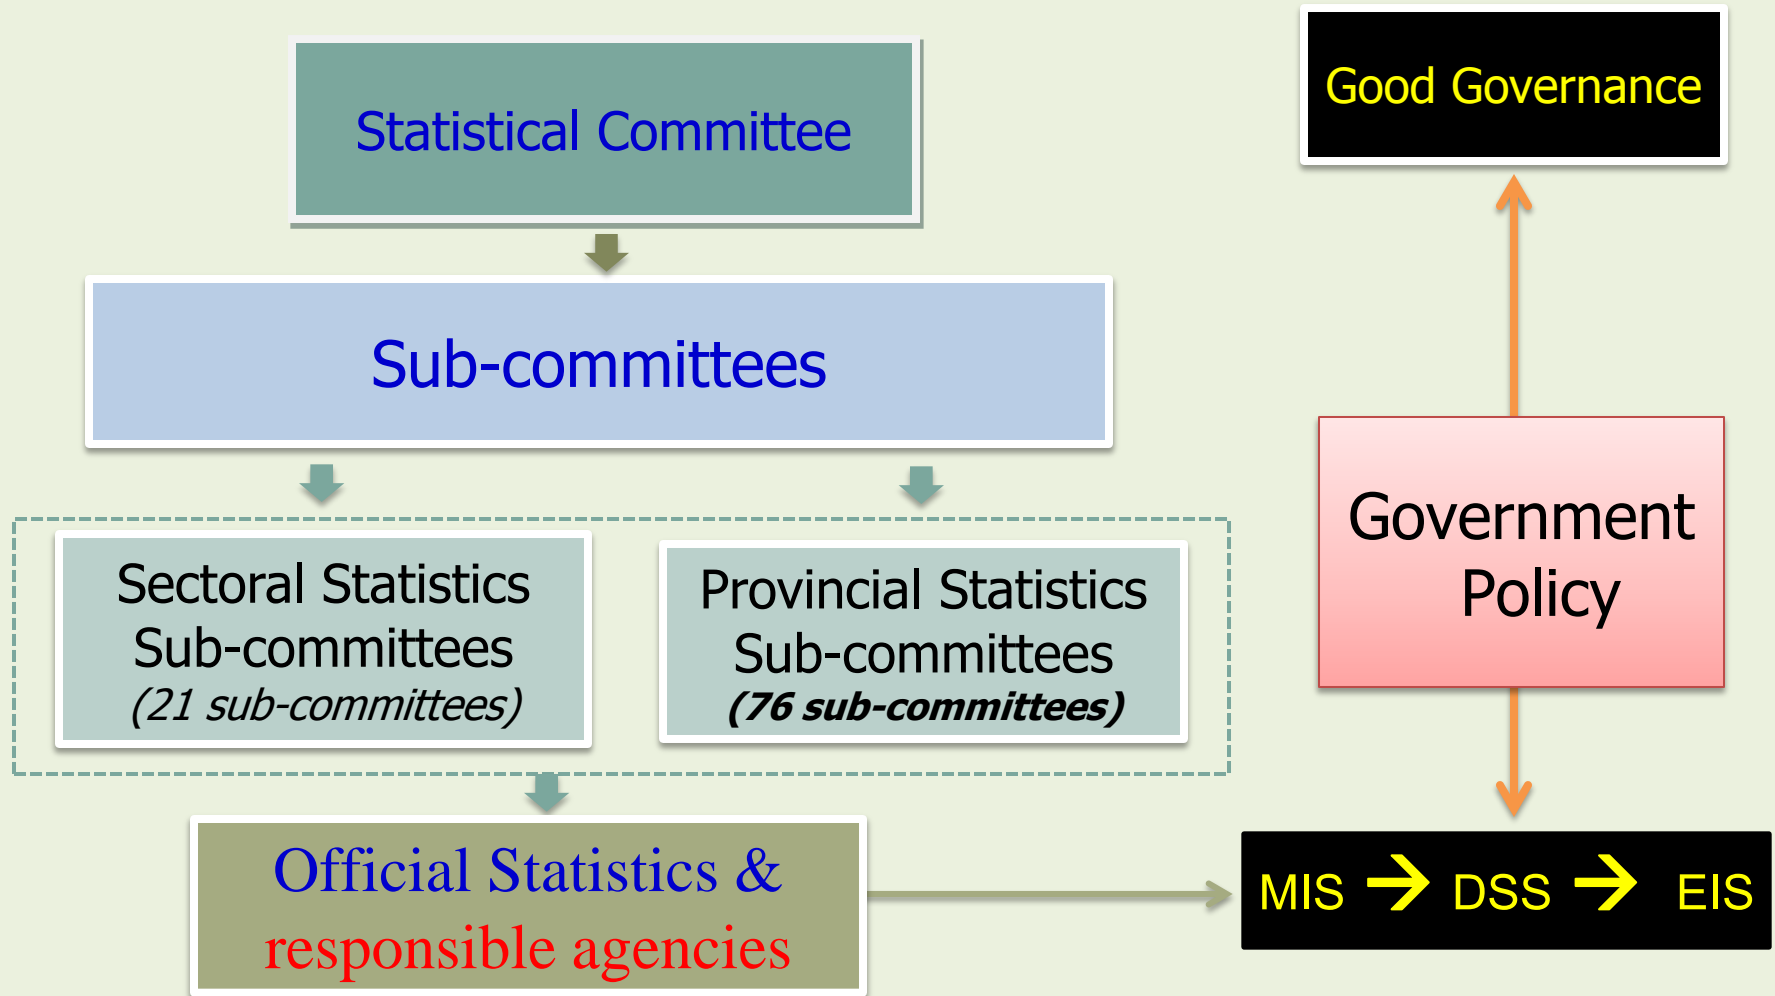 Statistical Committee
Good Governance
Sub-committees
Sectoral Statistics
Sub-committees
(21 sub-committees)
Provincial Statistics
Sub-committees
(76 sub-committees)
Government
Policy
Official Statistics &
responsible agencies
MIS → DSS → EIS